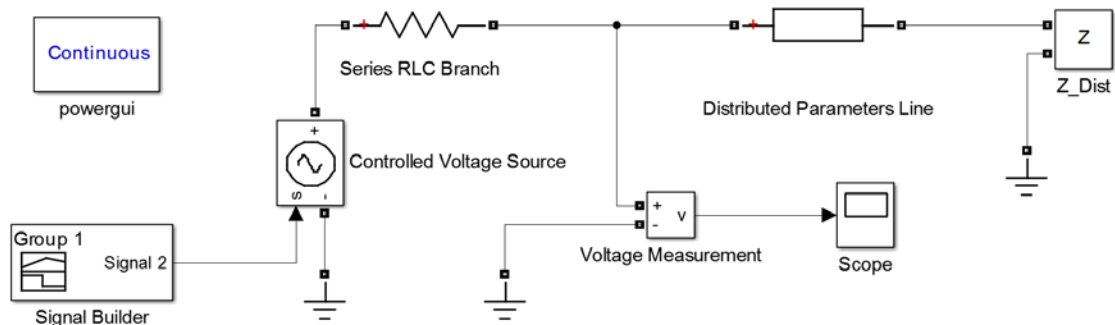 Continuous
powergui
Series RLC Branch
Distributed Parameters Line
Z
Z_Dist
+
s
-
Controlled Voltage Source
Group 1
Signal 2
Signal Builder
+
-
v
Voltage Measurement
Scope